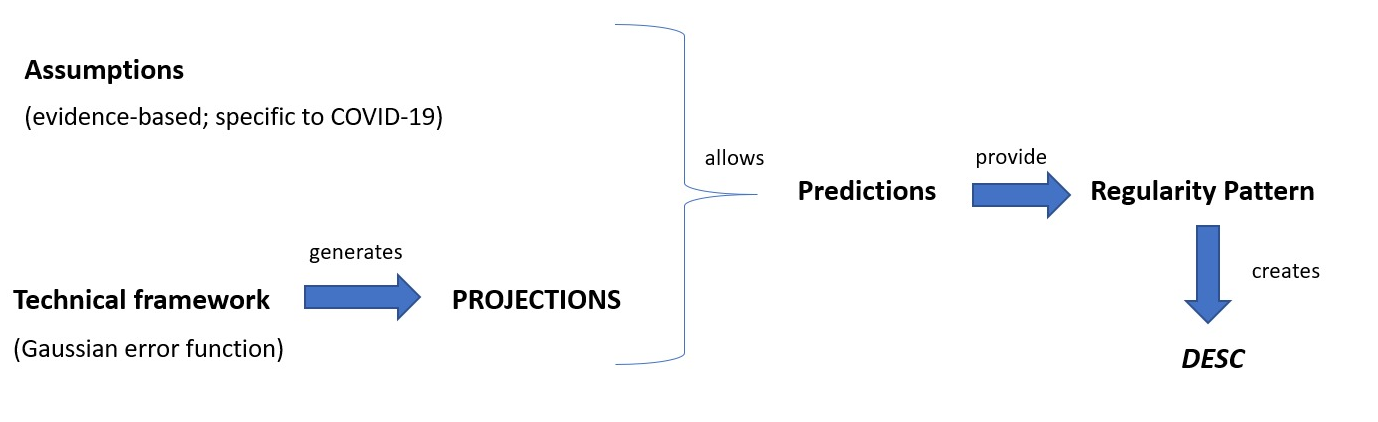 Assumptions
(evidence-based; specific to COVID-19)
allows
Predictions
provide
Regularity Pattern
generates
Technical framework
PROJECTIONS
(Gaussian error function)
creates
DESC